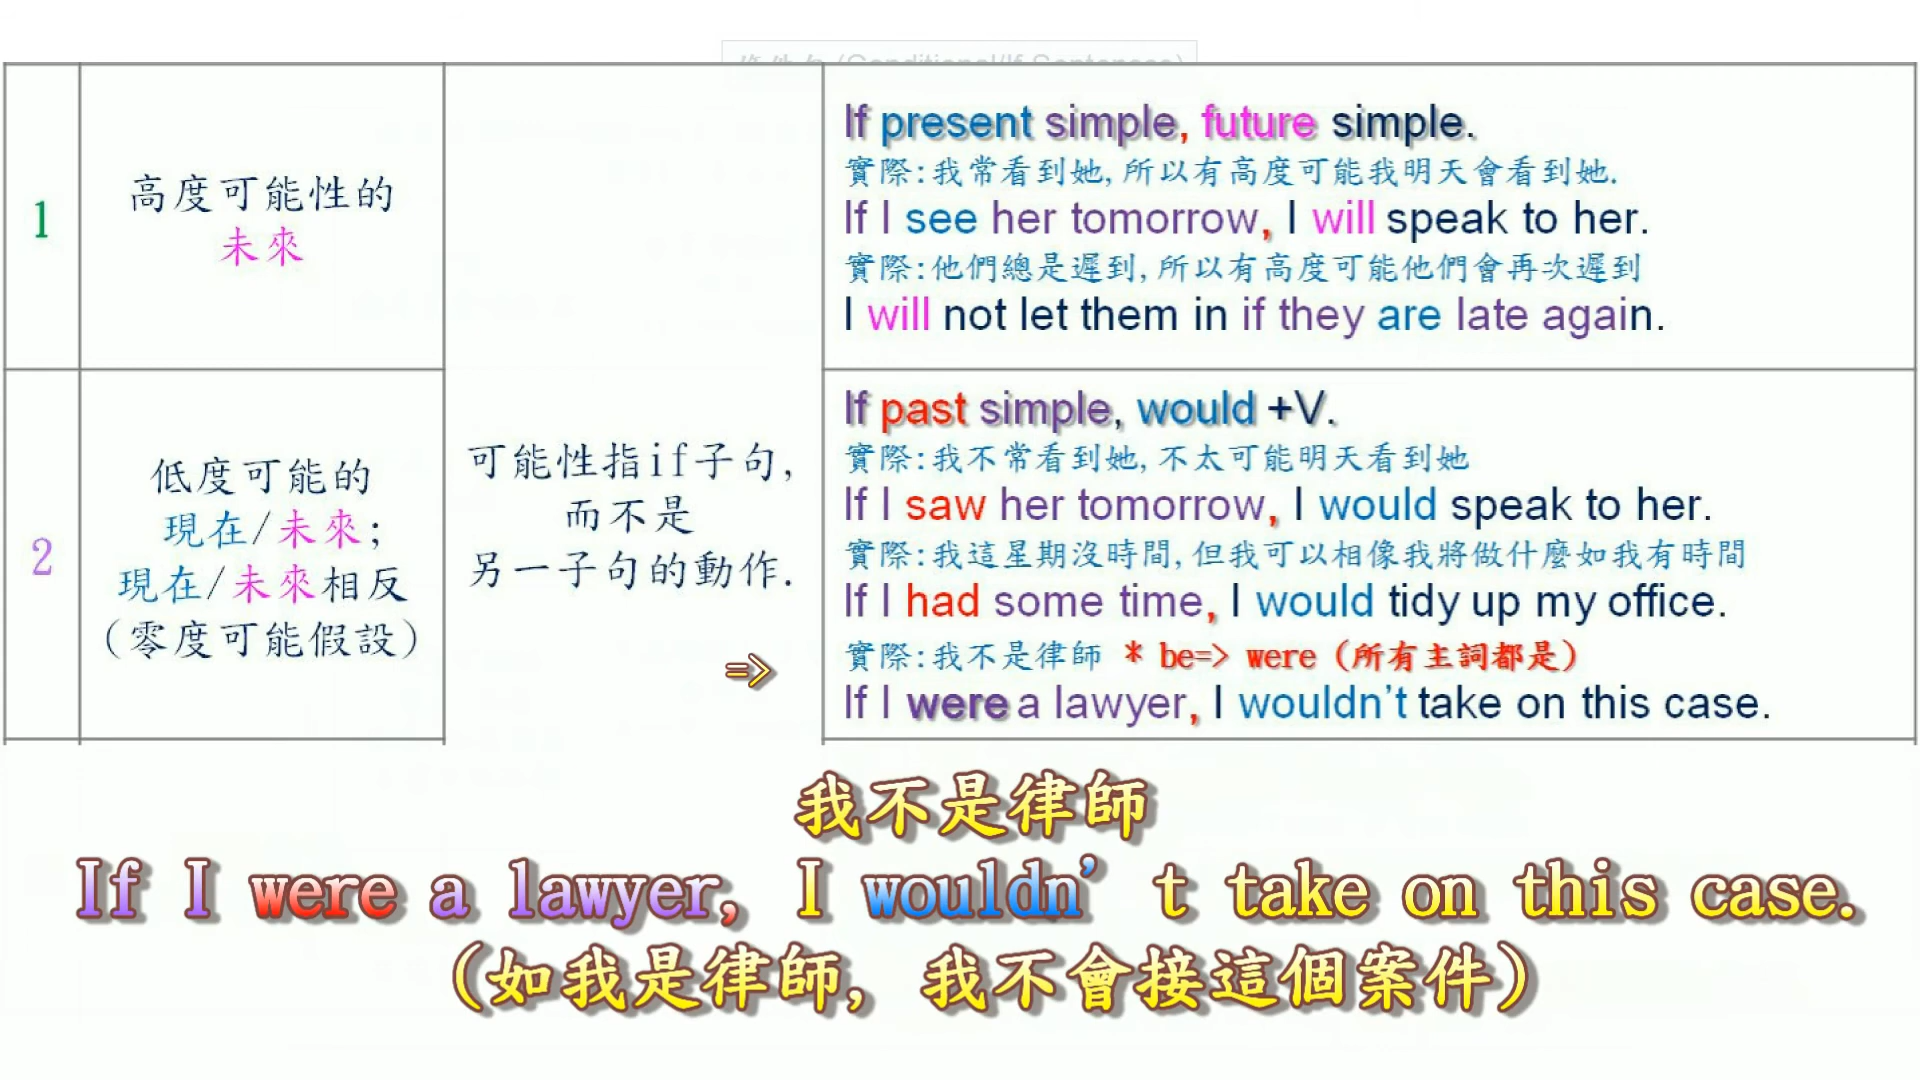 1
高度可能性的
未來
If present simple, future simple.
實際:我常看到她,所以有高度可能我明天會看到她.
If I see her tomorrow, I will speak to her.
實際:他們總是遲到,所以有高度可能他們會再次遲到
I will not let them in if they are late again.
2
低度可能的
現在/未來;
現在/未來相反
(零度可能假設)
可能性指if子句,
而不是
另一子句的動作.
=>
If past simple, would +V.
實際:我不常看到她,不太可能明天看到她
If I saw her tomorrow, I would speak to her.
實際:我這星期沒時間,但我可以相像我將做什麼如我有時間
If I had some time, I would tidy up my office.
實際:我不是律師 * be=> were (所有主詞都是)
If I were a lawyer, I wouldn't take on this case.
我不是律師
If I were a lawyer, I wouldn't take on this case.
(如我是律師, 我不會接這個案件)